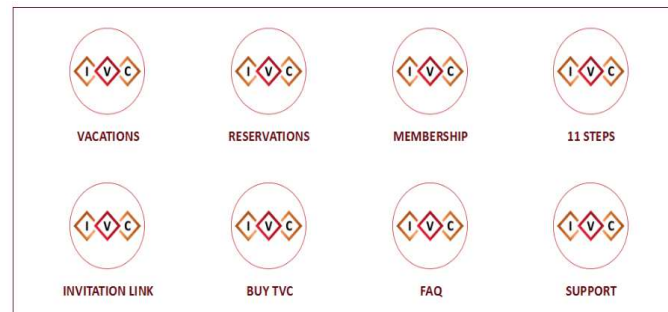 IVC IVC IVC IVC
VACATIONS RESERVATIONS MEMBERSHIP 11 STEPS
IVC IVC IVC IVC
INVITATION LINK BUY TVC FAQ SUPPORT